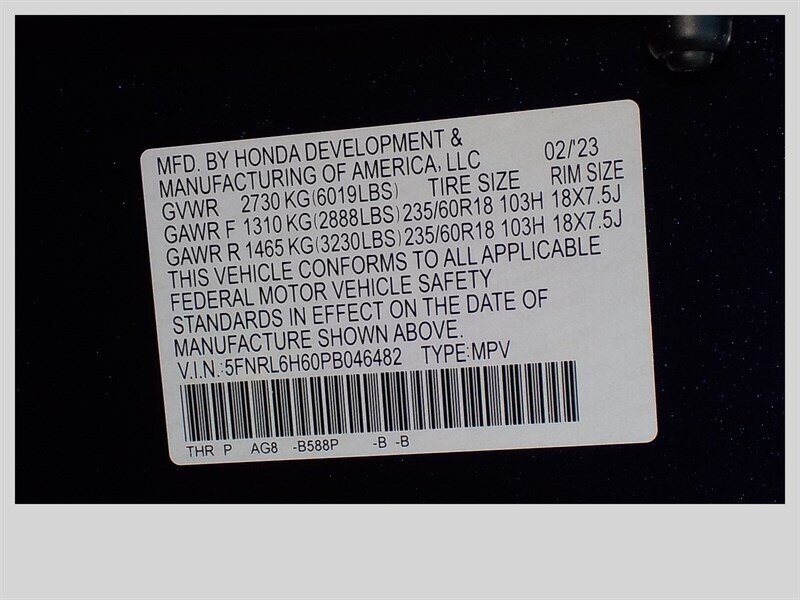 MFD. BY HONDA DEVELOPMENT &
MANUFACTURING OF AMERICA, LLC 02/'23
GVWR 2730 KG(6019LBS) TIRE SIZE RIM SIZE
GAWR F 1310 KG(2888LBS) 235/60R18 103H 18X7.5J
GAWR R 1465 KG(3230LBS) 235/60R18 103H 18X7.5J
THIS VEHICLE CONFORMS TO ALL APPLICABLE
FEDERAL MOTOR VEHICLE SAFETY
STANDARDS IN EFFECT ON THE DATE OF
MANUFACTURE SHOWN ABOVE.
V.I.N.:5FNRL6H60PB046482 TYPE:MPV
THR P AG8 -B588P -B -B